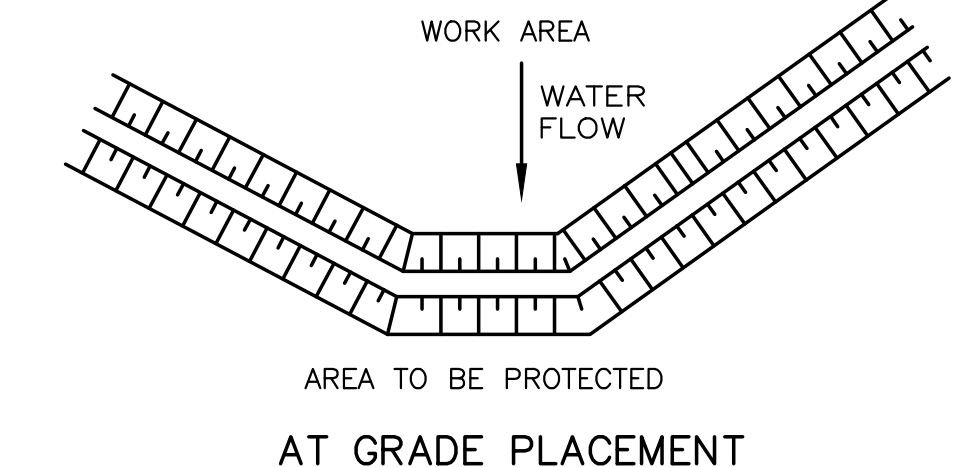 WORK AREA
WATER
FLOW
AREA TO BE PROTECTED
AT GRADE PLACEMENT